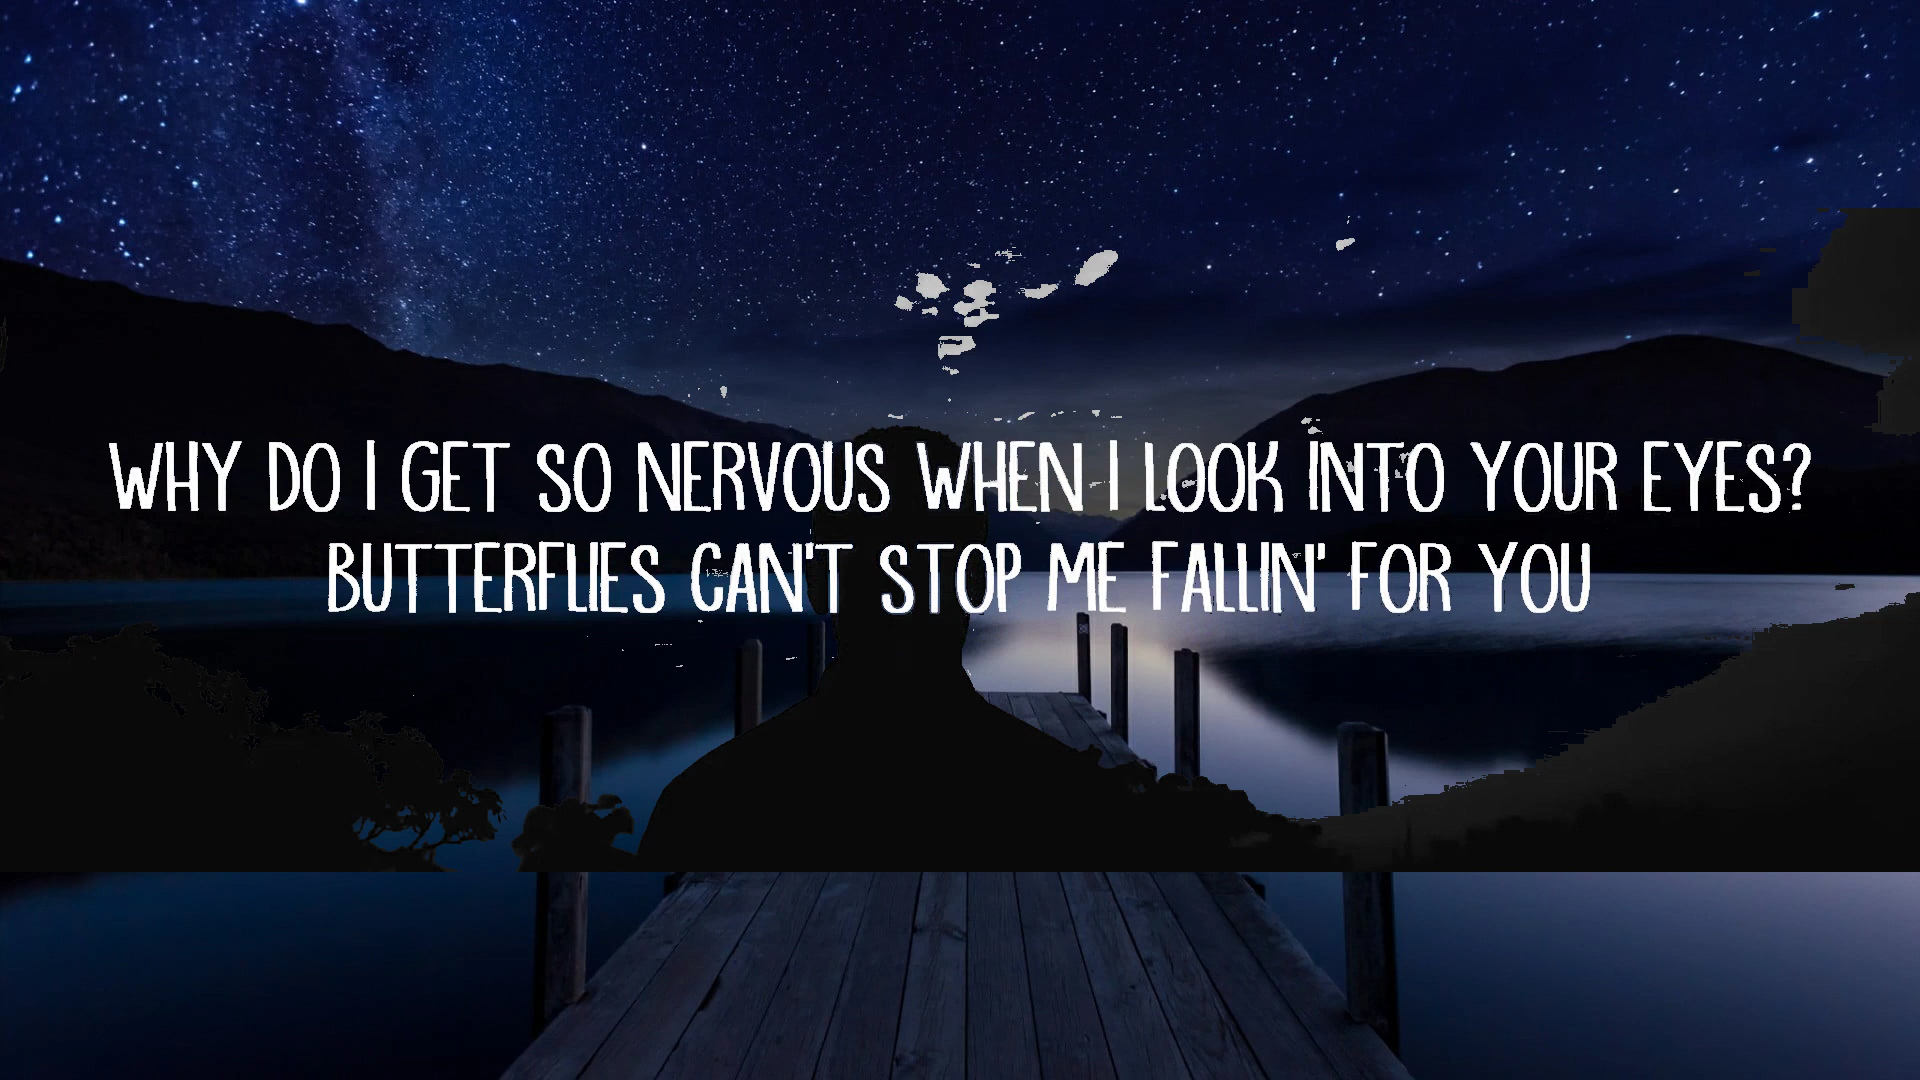 WHY DO I GET SO NERVOUS WHEN I LOOK INTO YOUR EYES?
BUTTERFLIES CAN'T STOP ME FALLIN' FOR YOU